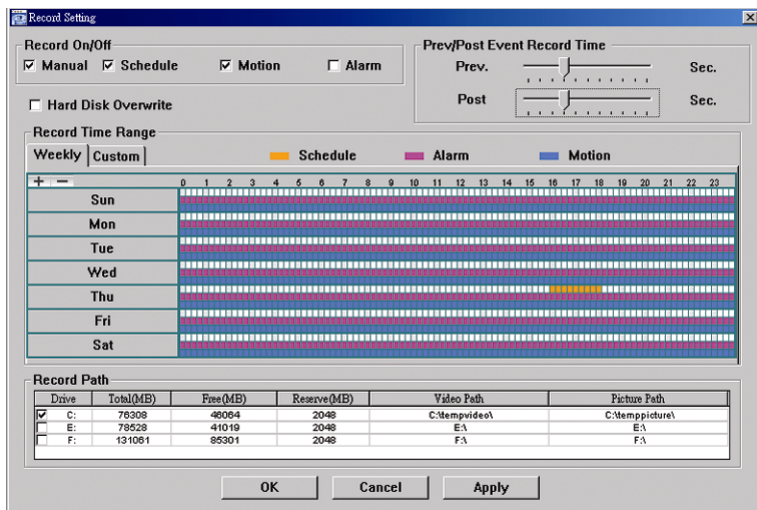 Record Setting
Record On/Off
Manual Schedule Motion Alarm
Prev/Post Event Record Time
Prev. Sec.
Post Sec.
Hard Disk Overwrite
Record Time Range
Weekly Custom Schedule Alarm Motion
+ − 0 1 2 3 4 5 6 7 8 9 10 11 12 13 14 15 16 17 18 19 20 21 22 23
Sun
Mon
Tue
Wed
Thu
Fri
Sat
Record Path
Drive Total(MB) Free(MB) Reserve(MB) Video Path Picture Path
C: 76308 46064 2048 C:\tempvideo\ C:\temppicture\
E: 78528 41019 2048 E:\ E:\
F: 131061 85301 2048 F:\ F:\
OK Cancel Apply